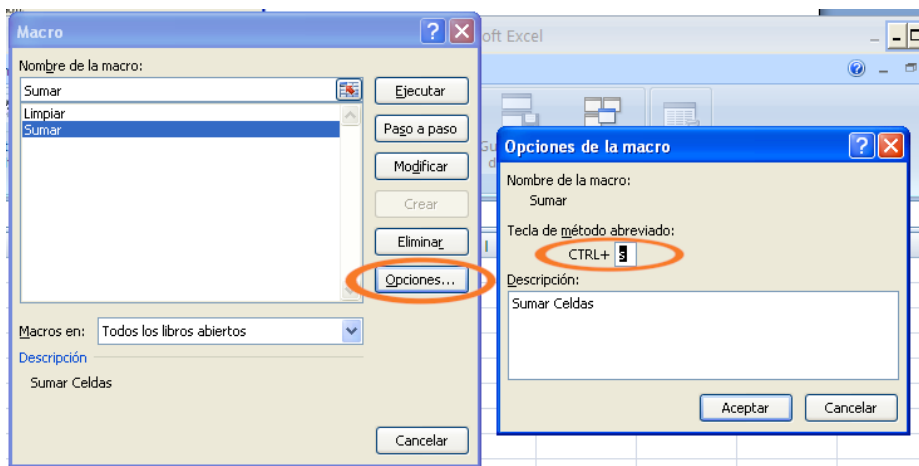 Macro
oft Excel
Nombre de la macro:
Sumar
Limpiar
Sumar
Ejecutar
Paso a paso
Modificar
Crear
Eliminar
Opciones...
Macros en: Todos los libros abiertos
Descripción
Sumar Celdas
Cancelar
Opciones de la macro
Nombre de la macro:
Sumar
Tecla de método abreviado:
CTRL+ s
Descripción:
Sumar Celdas
Aceptar
Cancelar